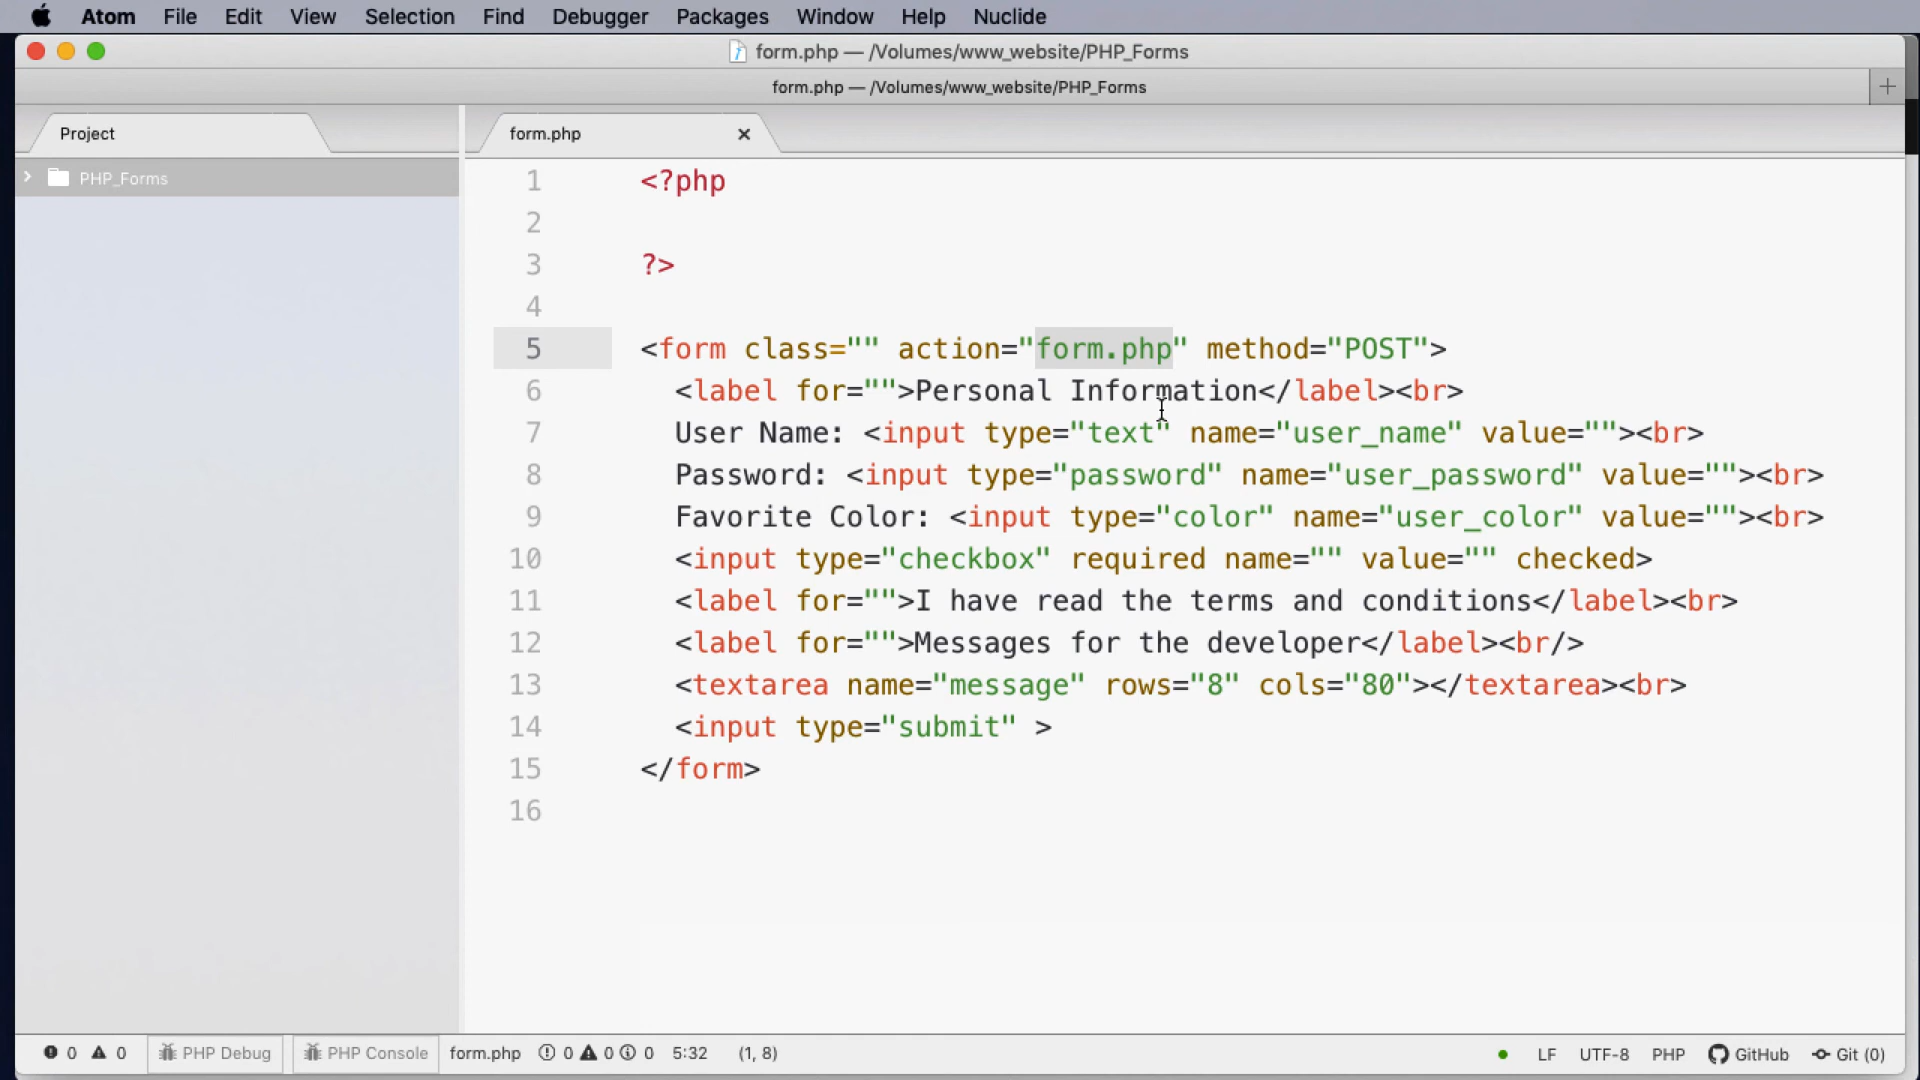 Atom File Edit View Selection Find Debugger Packages Window Help Nuclide
form.php — /Volumes/www_website/PHP_Forms
form.php — /Volumes/www_website/PHP_Forms
Project
form.php
PHP_Forms
1 <?php
2
3 ?>
4
5 <form class="" action="form.php" method="POST">
6 <label for="">Personal Information</label><br>
7 User Name: <input type="text" name="user_name" value=""><br>
8 Password: <input type="password" name="user_password" value=""><br>
9 Favorite Color: <input type="color" name="user_color" value=""><br>
10 <input type="checkbox" required name="" value="" checked>
11 <label for="">I have read the terms and conditions</label><br>
12 <label for="">Messages for the developer</label><br/>
13 <textarea name="message" rows="8" cols="80"></textarea><br>
14 <input type="submit" >
15 </form>
16
0 0 PHP Debug PHP Console form.php 0 0 0 5:32 (1, 8) LF UTF-8 PHP GitHub Git (0)